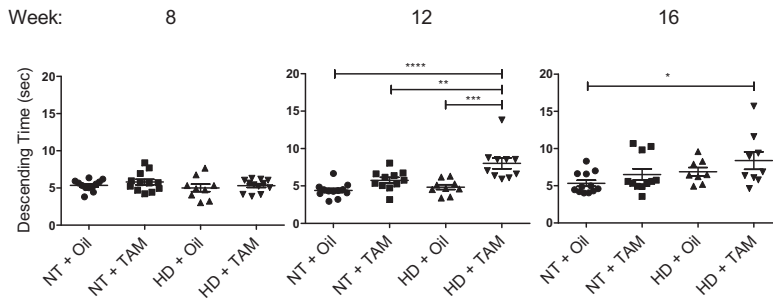 Week: 8 12 16
Descending Time (sec)
20
15
10
5
0
NT + Oil
NT + TAM
HD + Oil
HD + TAM
20
15
10
5
0
****
**
***
NT + Oil
NT + TAM
HD + Oil
HD + TAM
20
15
10
5
0
*
NT + Oil
NT + TAM
HD + Oil
HD + TAM